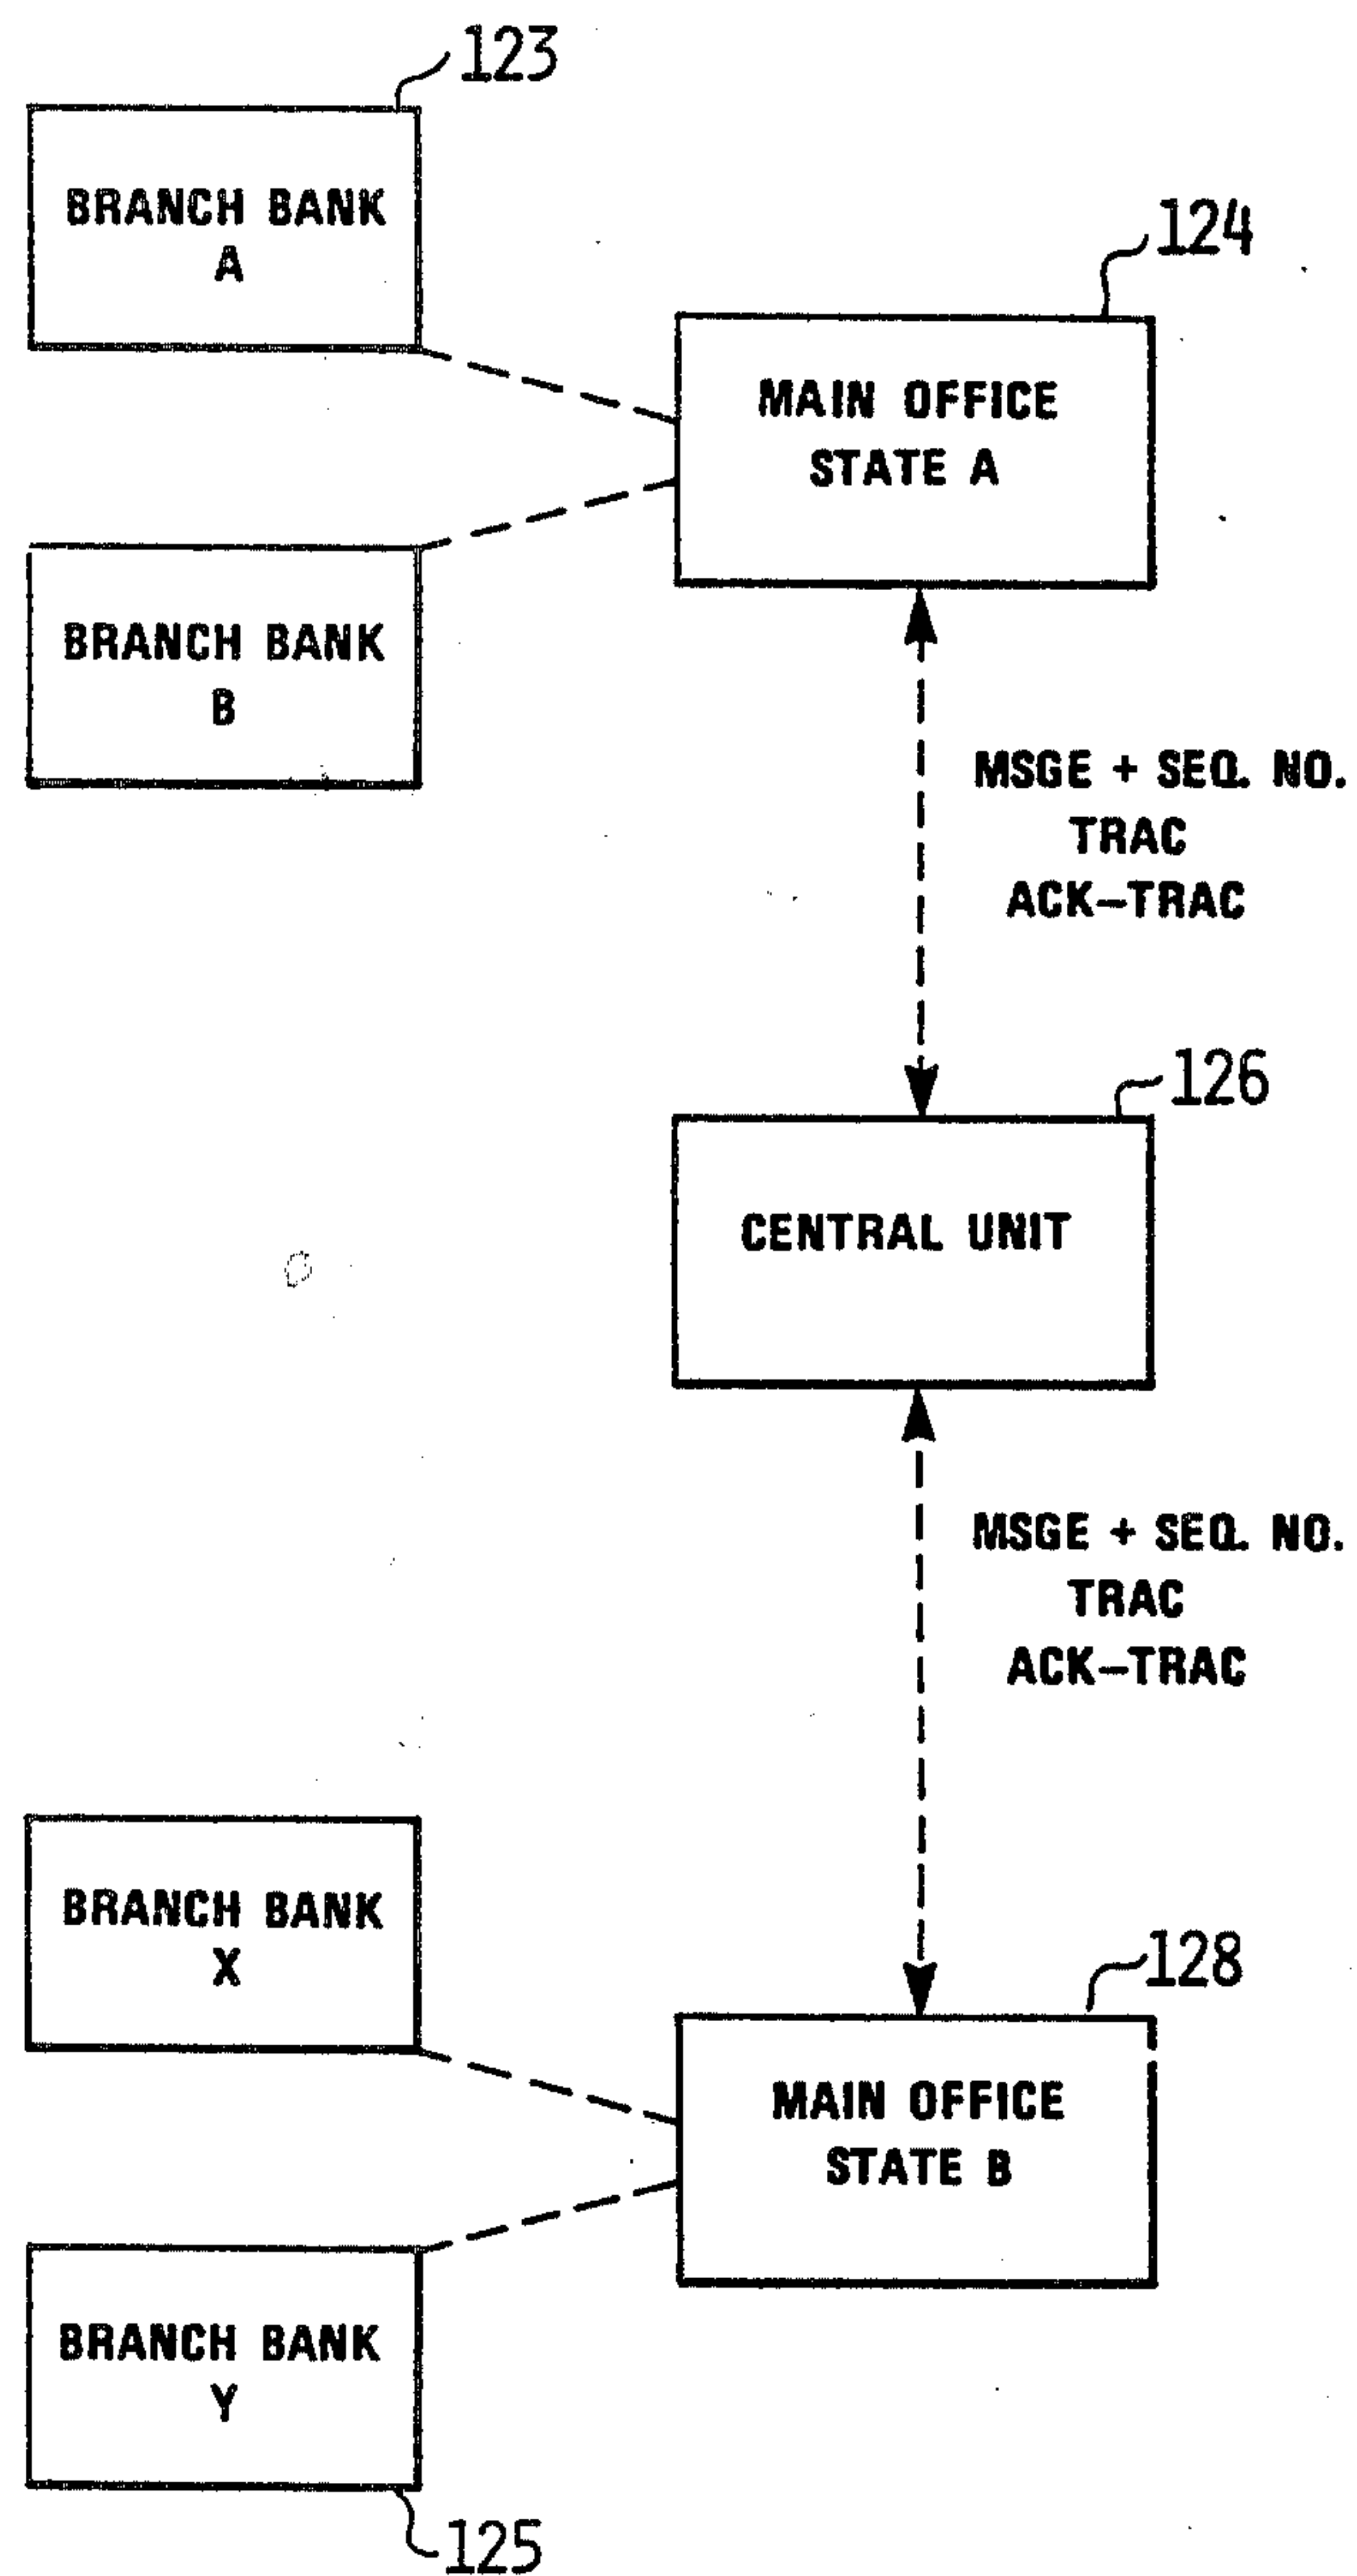 123
BRANCH BANK
A
124
MAIN OFFICE
STATE A
BRANCH BANK
B
MSGE + SEQ. NO.
TRAC
ACK-TRAC
126
CENTRAL UNIT
MSGE + SEQ. NO.
TRAC
ACK-TRAC
BRANCH BANK
X
128
MAIN OFFICE
STATE B
BRANCH BANK
Y
125